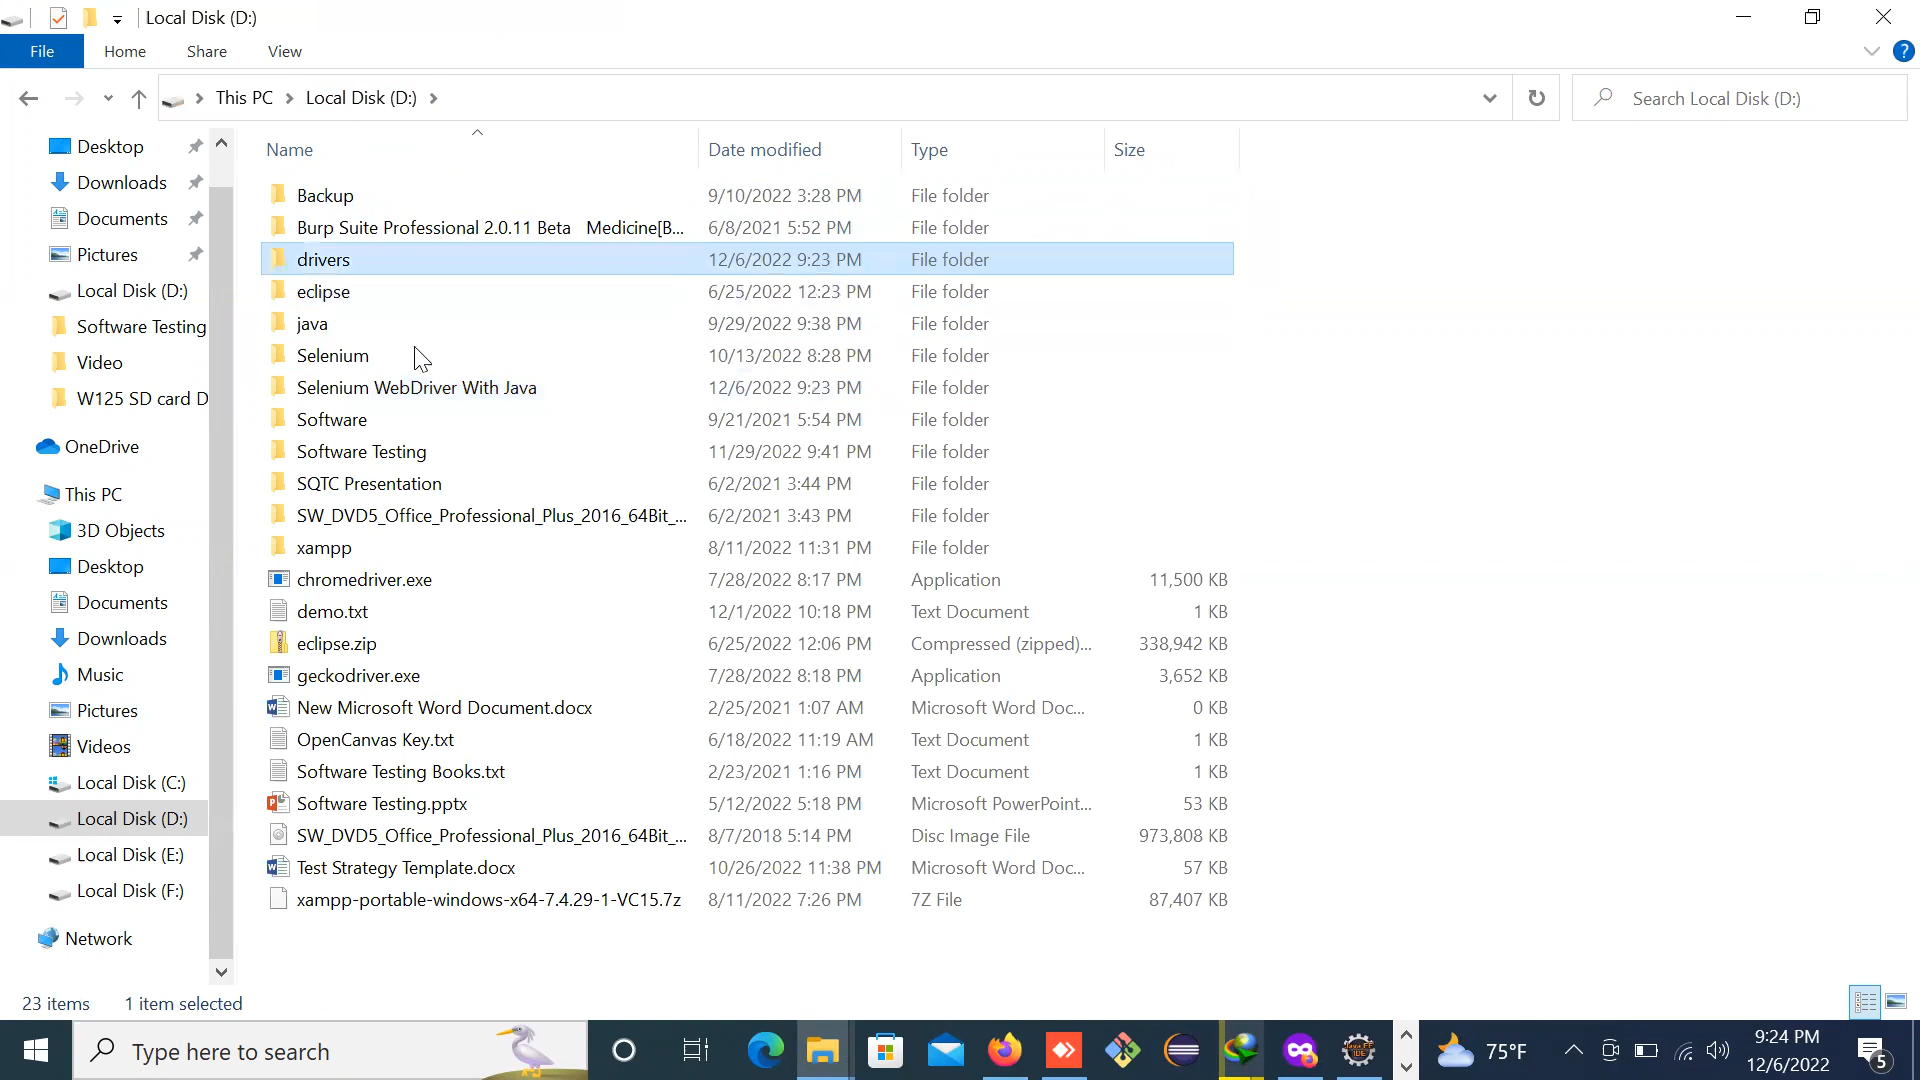 Local Disk (D:)
File Home Share View
This PC Local Disk (D:)
Search Local Disk (D:)
Desktop
Downloads
Documents
Pictures
Local Disk (D:)
Software Testing
Video
W125 SD card D
OneDrive
This PC
3D Objects
Desktop
Documents
Downloads
Music
Pictures
Videos
Local Disk (C:)
Local Disk (D:)
Local Disk (E:)
Local Disk (F:)
Network
Name Date modified Type Size
Backup 9/10/2022 3:28 PM File folder
Burp Suite Professional 2.0.11 Beta Medicine[B... 6/8/2021 5:52 PM File folder
drivers 12/6/2022 9:23 PM File folder
eclipse 6/25/2022 12:23 PM File folder
java 9/29/2022 9:38 PM File folder
Selenium 10/13/2022 8:28 PM File folder
Selenium WebDriver With Java 12/6/2022 9:23 PM File folder
Software 9/21/2021 5:54 PM File folder
Software Testing 11/29/2022 9:41 PM File folder
SQTC Presentation 6/2/2021 3:44 PM File folder
SW_DVD5_Office_Professional_Plus_2016_64Bit_... 6/2/2021 3:43 PM File folder
xampp 8/11/2022 11:31 PM File folder
chromedriver.exe 7/28/2022 8:17 PM Application 11,500 KB
demo.txt 12/1/2022 10:18 PM Text Document 1 KB
eclipse.zip 6/25/2022 12:06 PM Compressed (zipped)... 338,942 KB
geckodriver.exe 7/28/2022 8:18 PM Application 3,652 KB
New Microsoft Word Document.docx 2/25/2021 1:07 AM Microsoft Word Doc... 0 KB
OpenCanvas Key.txt 6/18/2022 11:19 AM Text Document 1 KB
Software Testing Books.txt 2/23/2021 1:16 PM Text Document 1 KB
Software Testing.pptx 5/12/2022 5:18 PM Microsoft PowerPoint... 53 KB
SW_DVD5_Office_Professional_Plus_2016_64Bit_... 8/7/2018 5:14 PM Disc Image File 973,808 KB
Test Strategy Template.docx 10/26/2022 11:38 PM Microsoft Word Doc... 57 KB
xampp-portable-windows-x64-7.4.29-1-VC15.7z 8/11/2022 7:26 PM 7Z File 87,407 KB
23 items 1 item selected
Type here to search
75°F
9:24 PM
12/6/2022
5